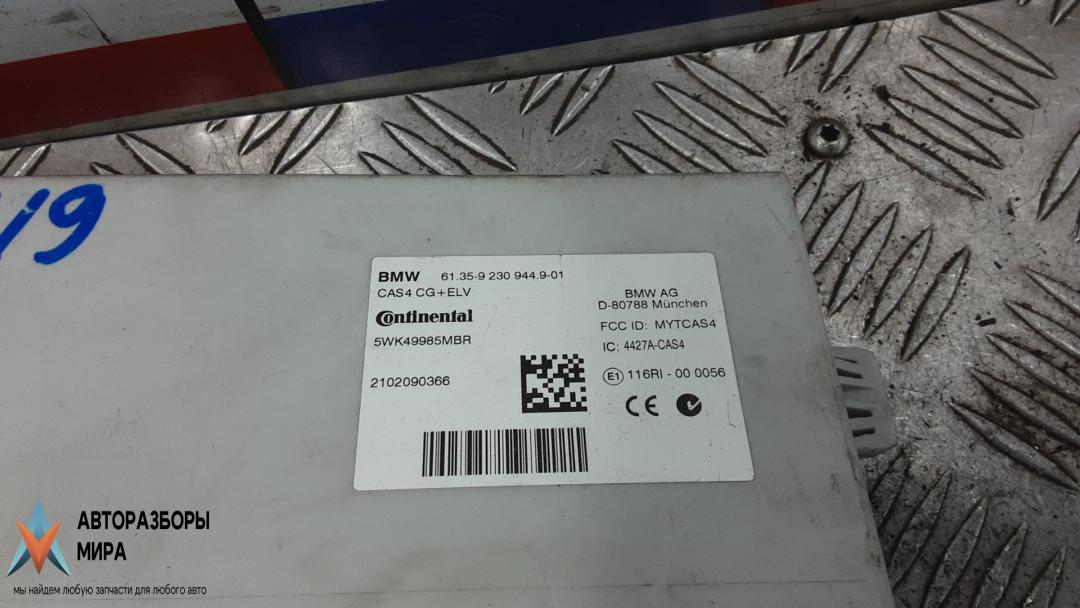 19
BMW 61.35-9 230 944.9-01
CAS4 CG+ELV
Continental
5WK49985MBR
2102090366
BMW AG
D-80788 München
FCC ID: MYTCAS4
IC: 4427A-CAS4
E1 116RI - 00 0056
CE
АВТОРАЗБОРЫ
МИРА
мы найдем любую запчасти для любого авто